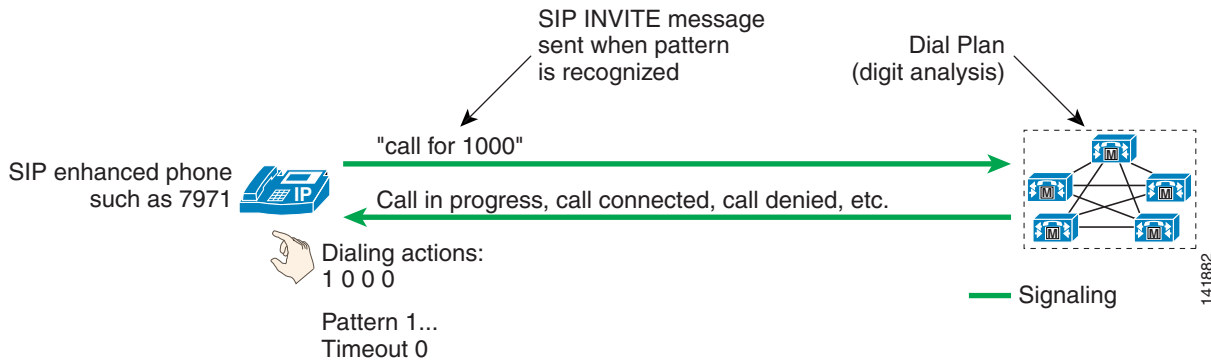 SIP INVITE message
sent when pattern
is recognized
Dial Plan
(digit analysis)
"call for 1000"
SIP enhanced phone
such as 7971
IP
Call in progress, call connected, call denied, etc.
M
M
M
M
M
Dialing actions:
1 0 0 0
Pattern 1...
Timeout 0
Signaling
141882